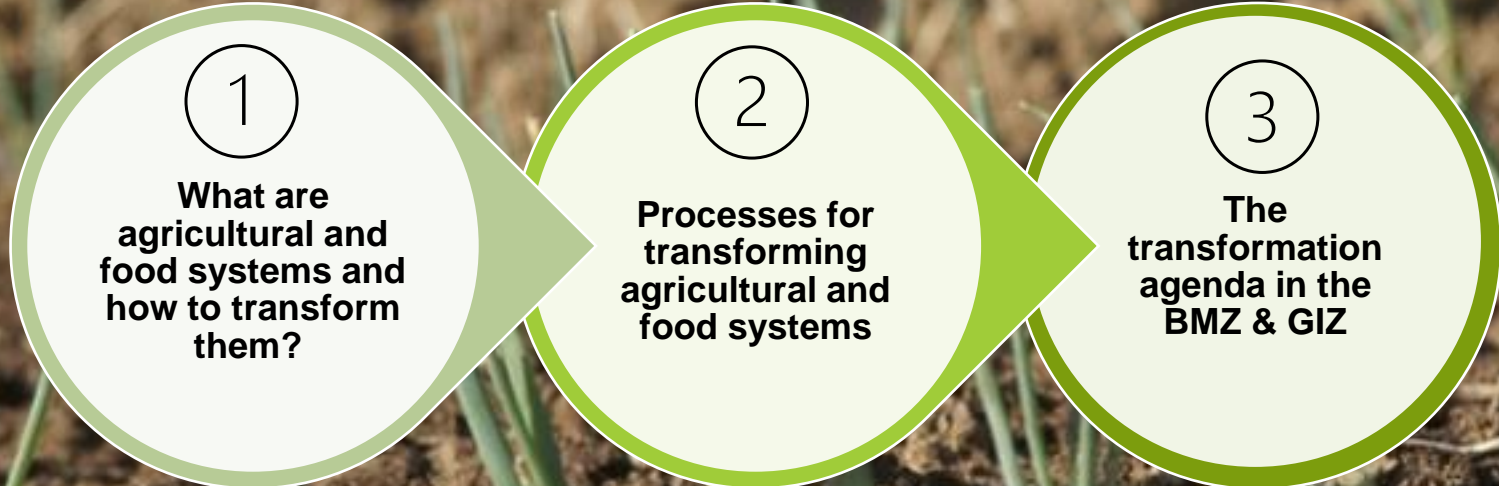 1
What are
agricultural and
food systems and
how to transform
them?
2
Processes for
transforming
agricultural and
food systems
3
The
transformation
agenda in the
BMZ & GIZ